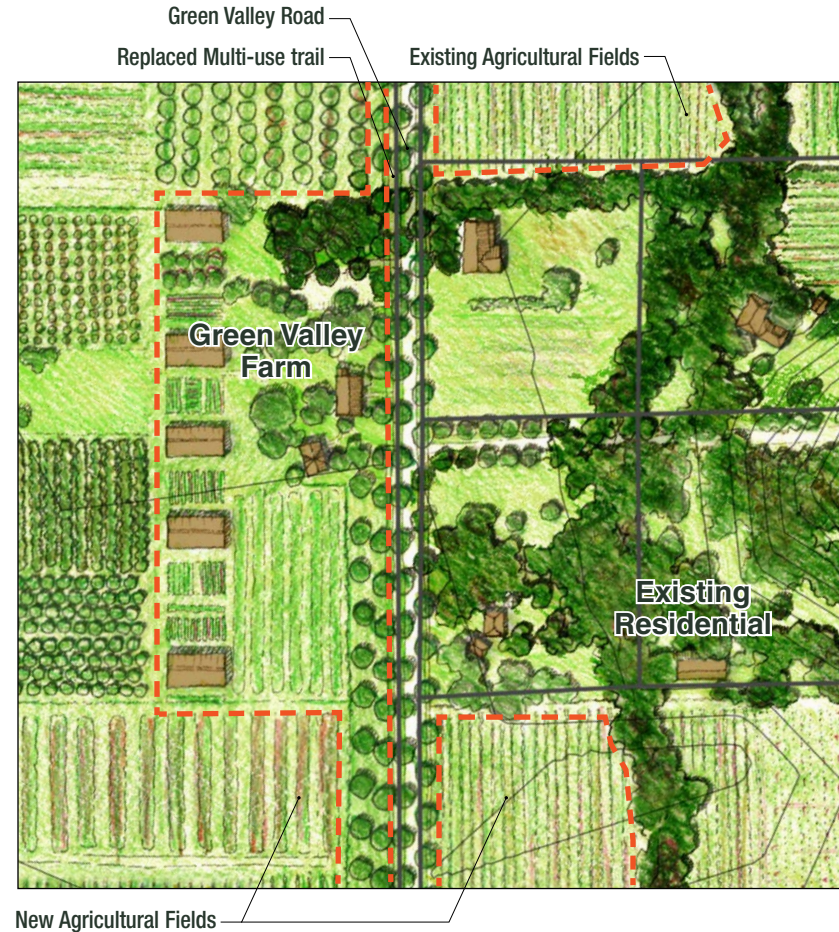 Green Valley Road
Replaced Multi-use trail
Existing Agricultural Fields
Green Valley
Farm
Existing
Residential
New Agricultural Fields